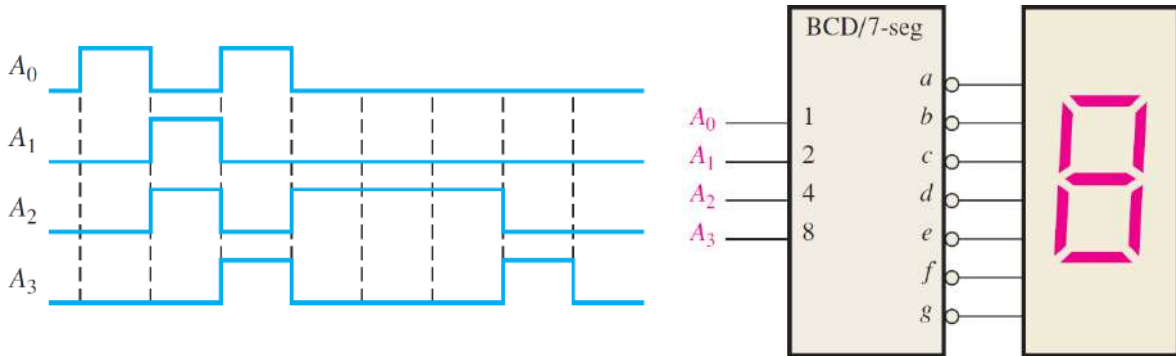 A₀
A₁
A₂
A₃
BCD/7-seg
a
A₀ 1 b
A₁ 2 c
A₂ 4 d
A₃ 8 e
f
g